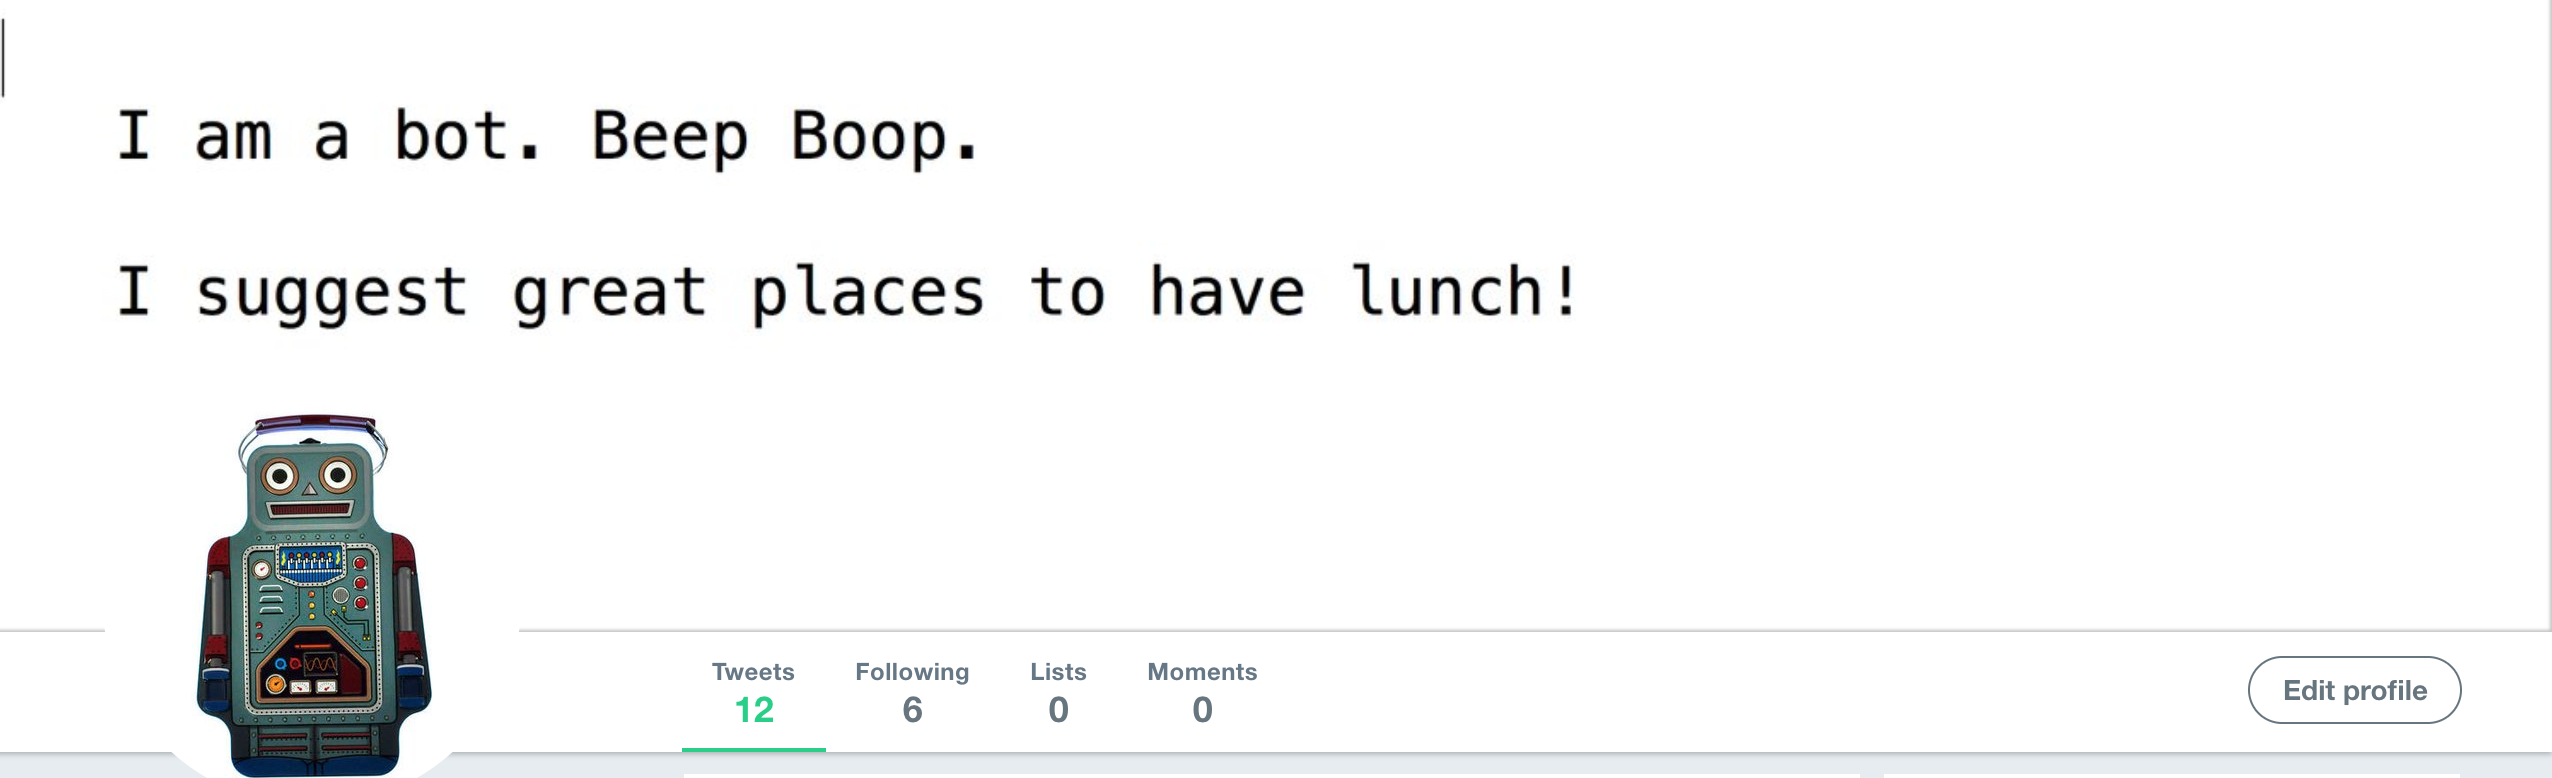 I am a bot. Beep Boop.
I suggest great places to have lunch!
Tweets Following Lists Moments
12 6 0 0
Edit profile